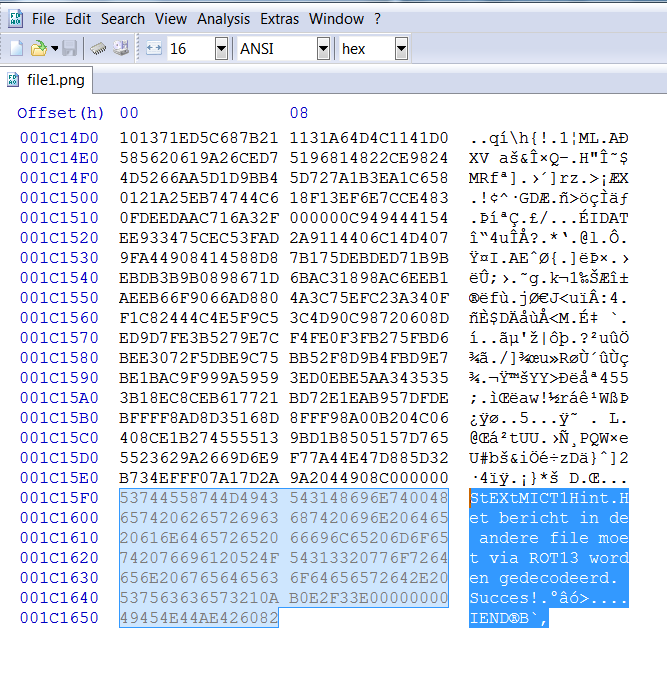 File Edit Search View Analysis Extras Window ?
16 ANSI hex
file1.png
Offset(h) 00 08
001C14D0 101371ED5C687B21 1131A64D4C1141D0 ..qí\h{!.1¦ML.AÐ
001C14E0 585620619A26CED7 5196814822CE9824 XV aš&Î×Q–.H"Î˜$
001C14F0 4D5266AA5D1D9BB4 5D727A1B3EA1C658 MRfª].›´]rz.>¡ÆX
001C1500 0121A25EB74744C6 18F13EF6E7CCE483 .!¢^·GDÆ.ñ>öçÌäƒ
001C1510 0FDEEDAAC716A32F 000000C949444154 .ÞíªÇ.£/...ÉIDAT
001C1520 EE933475CEC53FAD 2A9114406C14D407 î“4uÎÅ?.*‘.@l.Ô.
001C1530 9FA44908414588D7 7B175DEBDED71B9B Ÿ¤I.AEˆØ{.]ëÞ×.›
001C1540 EBDB3B9B0898671D 6BAC31898AC6EEB1 ëÛ;›.˜g.k¬1‰ŠÆî±
001C1550 AEEB66F9066AD880 4A3C75EFC23A340F ®ëfù.jØ€J<uïÂ:4.
001C1560 F1C82444C4E5F9C5 3C4D90C98720608D ñÈ$DÄåùÅ<M.É‡ `.
001C1570 ED9D7FE3B5279E7C F4FE0F3FB275FBD6 í..ãµ'ž|ôþ.?²uûÖ
001C1580 BEE3072F5DBE9C75 BB52F8D9B4FBD9E7 ¾ã./]¾œu»RøÙ´ûÙç
001C1590 BE1BAC9F999A5959 3ED0EBE5AA343535 ¾.¬Ÿ™šYY>Ðëåª455
001C15A0 3B18EC8CEB617721 BD72E1EAB957DFDE ;.ìŒëaw!½ráê¹WßÞ
001C15B0 BFFFF8AD8D35168D 8FFF98A00B204C06 ¿ÿø..5...ÿ˜ . L.
001C15C0 408CE1B274555513 9BD1B8505157D765 @Œá²tUU.›Ñ¸PQW×e
001C15D0 5523629A2669D6E9 F77A44E47D885D32 U#bš&iÖé÷zDä}ˆ]2
001C15E0 B734EFFF07A17D2A 9A2044908C000000 ·4ïÿ.¡}*š D.Œ...
001C15F0 53744558744D4943 543148696E740048 StEXtMICT1Hint.H
001C1600 6574206265726963 687420696E206465 et bericht in de
001C1610 20616E6465726520 66696C65206D6F65 andere file moe
001C1620 742076696120524F 54313320776F7264 t via ROT13 word
001C1630 656E206765646563 6F64656572642E20 en gedecodeerd.
001C1640 537563636573210A B0E2F33E00000000 Succes!.°âó>....
001C1650 49454E44AE426082 IEND®B`‚